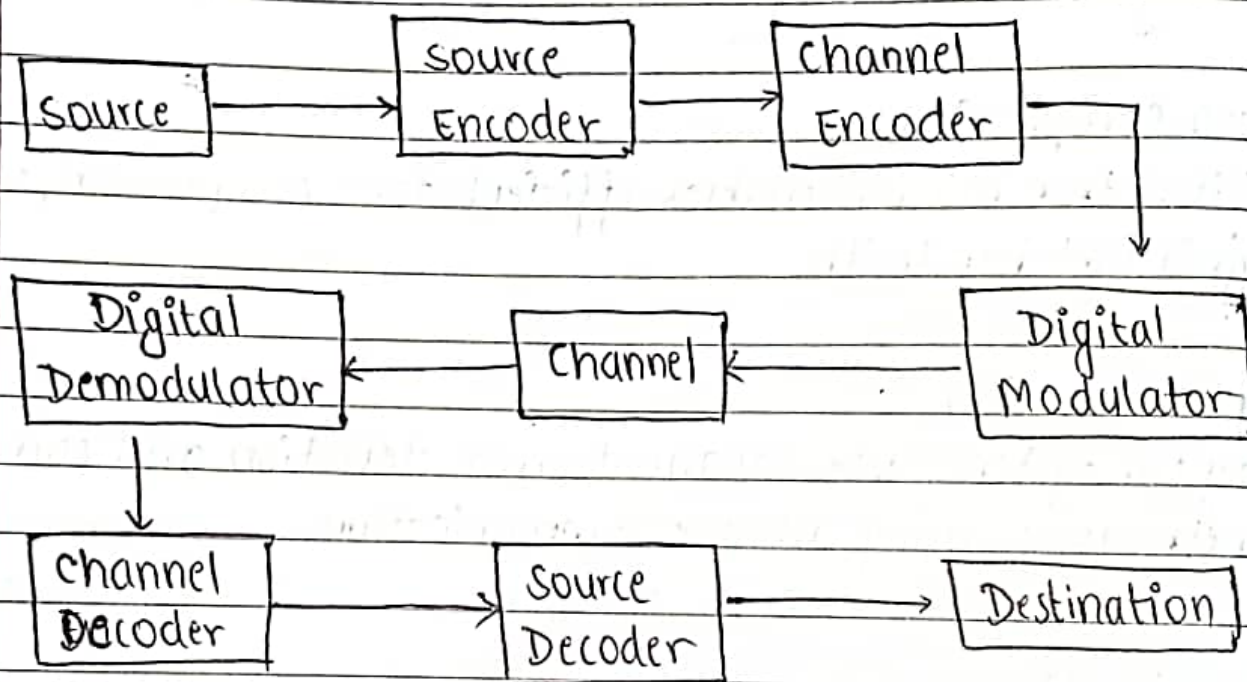 source
source
Encoder
channel
Encoder
Digital
Modulator
Channel
Digital
Demodulator
channel
Decoder
source
Decoder
Destination